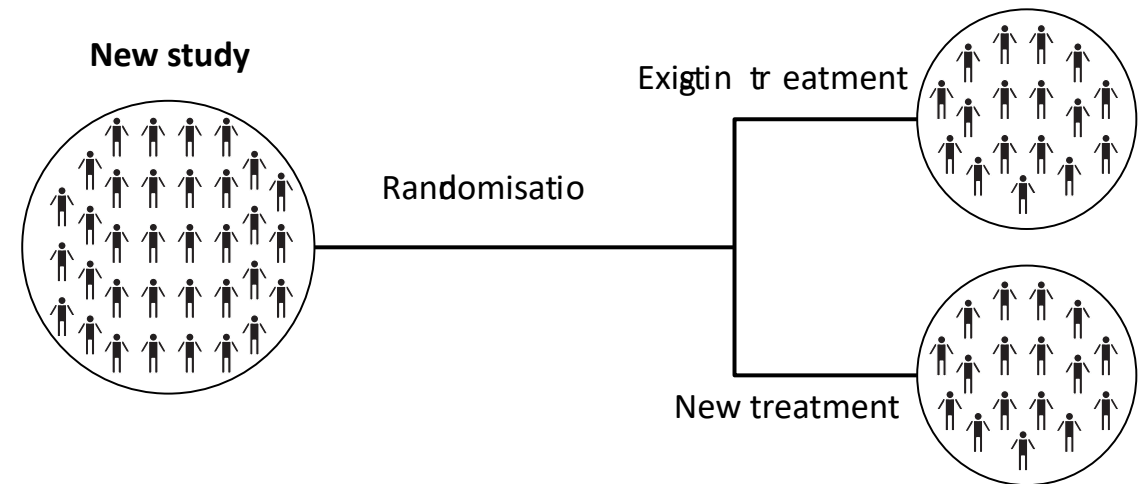 New study
Exigtin tr eatment
Randomisatio
New treatment